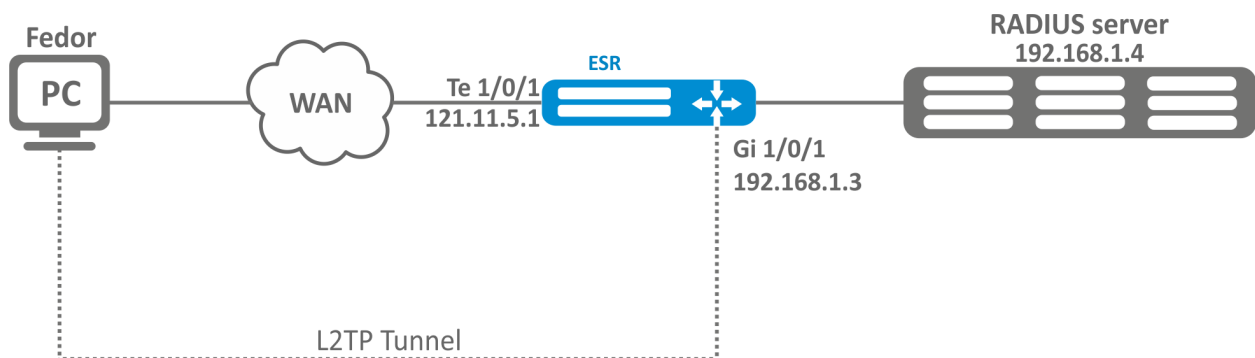 Fedor
PC
WAN
Te 1/0/1
121.11.5.1
ESR
Gi 1/0/1
192.168.1.3
RADIUS server
192.168.1.4
L2TP Tunnel